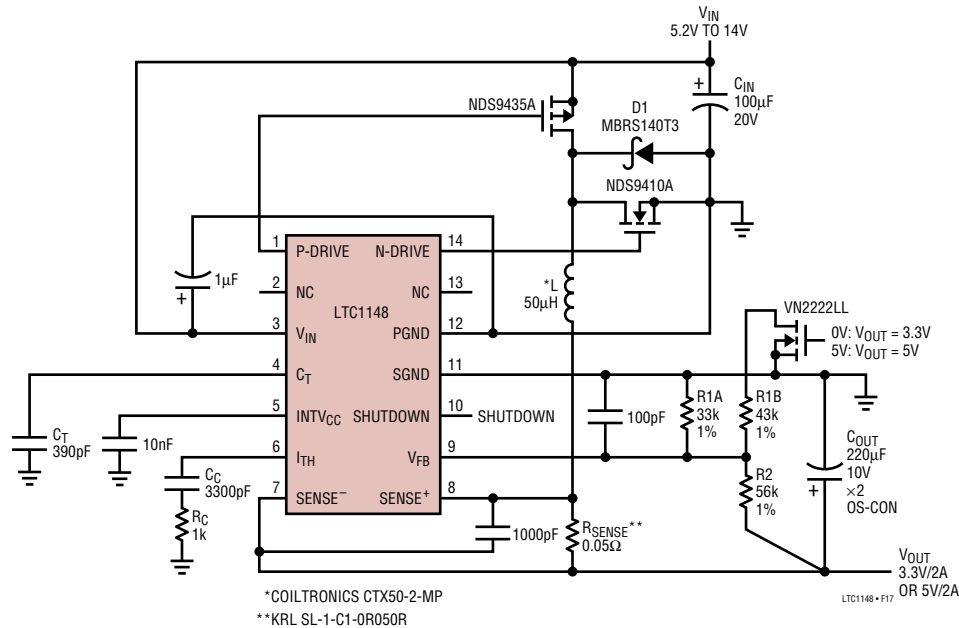 VIN
5.2V TO 14V
NDS9435A
D1
MBRS140T3
+
CIN
100µF
20V
NDS9410A
1µF
+
1
P-DRIVE
N-DRIVE
14
2
NC
NC
13
LTC1148
3
VIN
PGND
12
4
CT
SGND
11
5
INTVCC
SHUTDOWN
10
SHUTDOWN
6
ITH
VFB
9
7
SENSE−
SENSE+
8
*L
50µH
VN2222LL
0V: VOUT = 3.3V
5V: VOUT = 5V
CT
390pF
10nF
CC
3300pF
RC
1k
100pF
R1A
33k
1%
R1B
43k
1%
R2
56k
1%
COUT
220µF
10V
×2
OS-CON
+
1000pF
RSENSE**
0.05Ω
VOUT
3.3V/2A
OR 5V/2A
LTC1148 • F17
*COILTRONICS CTX50-2-MP
**KRL SL-1-C1-0R050R